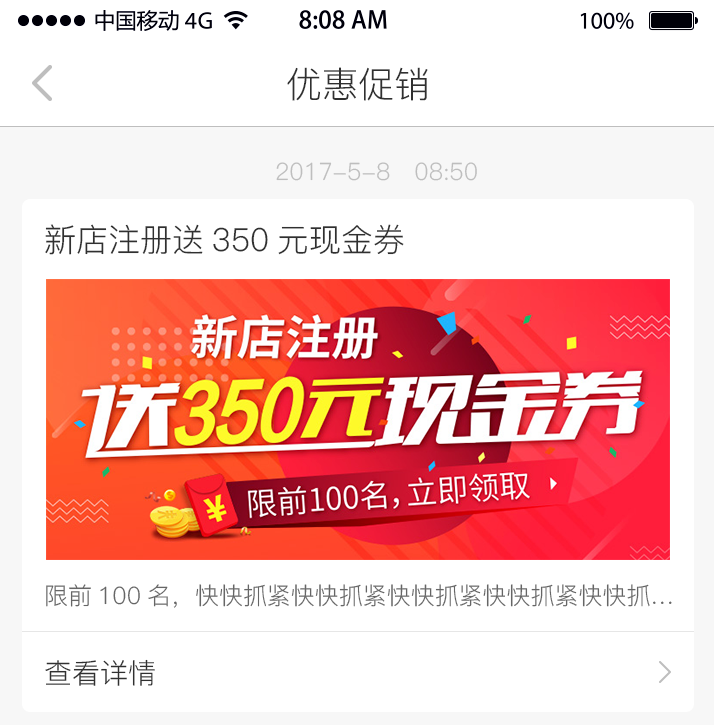 中国移动 4G 8:08 AM 100%
优惠促销
2017-5-8 08:50
新店注册送 350 元现金券
新店注册
送350元现金券
¥ 限前100名，立即领取
限前 100 名，快快抓紧快快抓紧快快抓紧快快抓紧快快抓...
查看详情